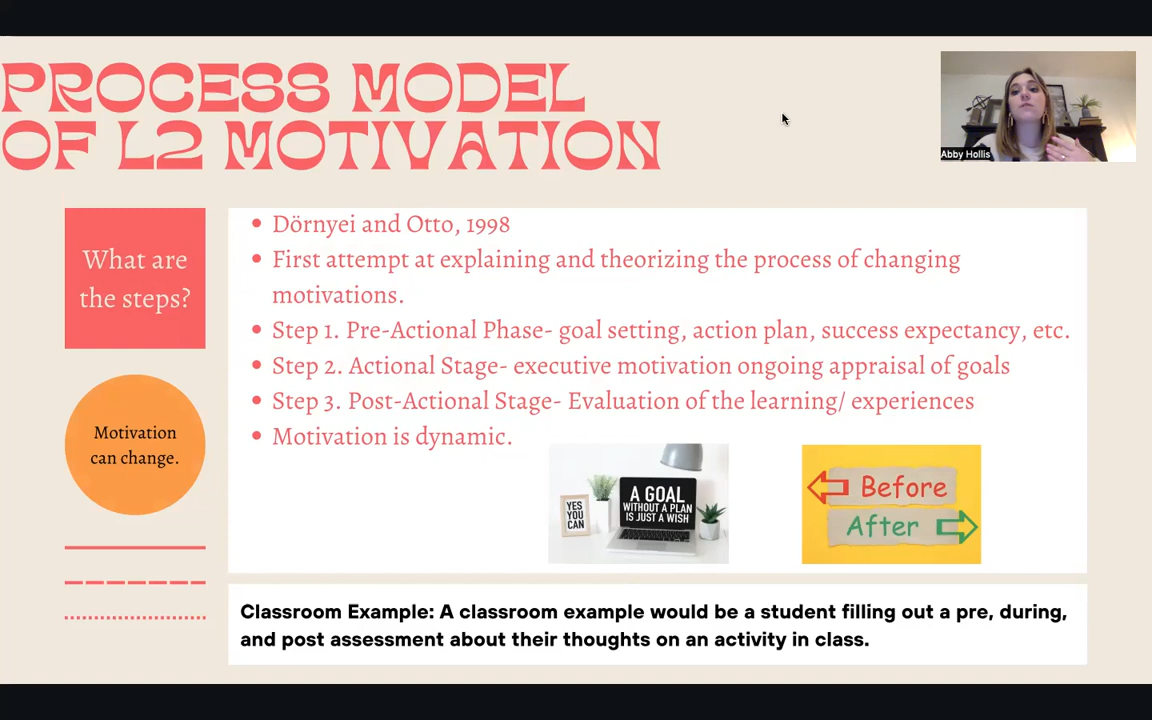 PROCESS MODEL
OF L2 MOTIVATION
Abby Hollis
What are
the steps?
• Dörnyei and Otto, 1998
• First attempt at explaining and theorizing the process of changing
motivations.
• Step 1. Pre-Actional Phase- goal setting, action plan, success expectancy, etc.
• Step 2. Actional Stage- executive motivation ongoing appraisal of goals
• Step 3. Post-Actional Stage- Evaluation of the learning/ experiences
• Motivation is dynamic.
Motivation
can change.
YES
YOU
CAN
A GOAL
WITHOUT A PLAN
IS JUST A WISH
Before
After
Classroom Example: A classroom example would be a student filling out a pre, during,
and post assessment about their thoughts on an activity in class.